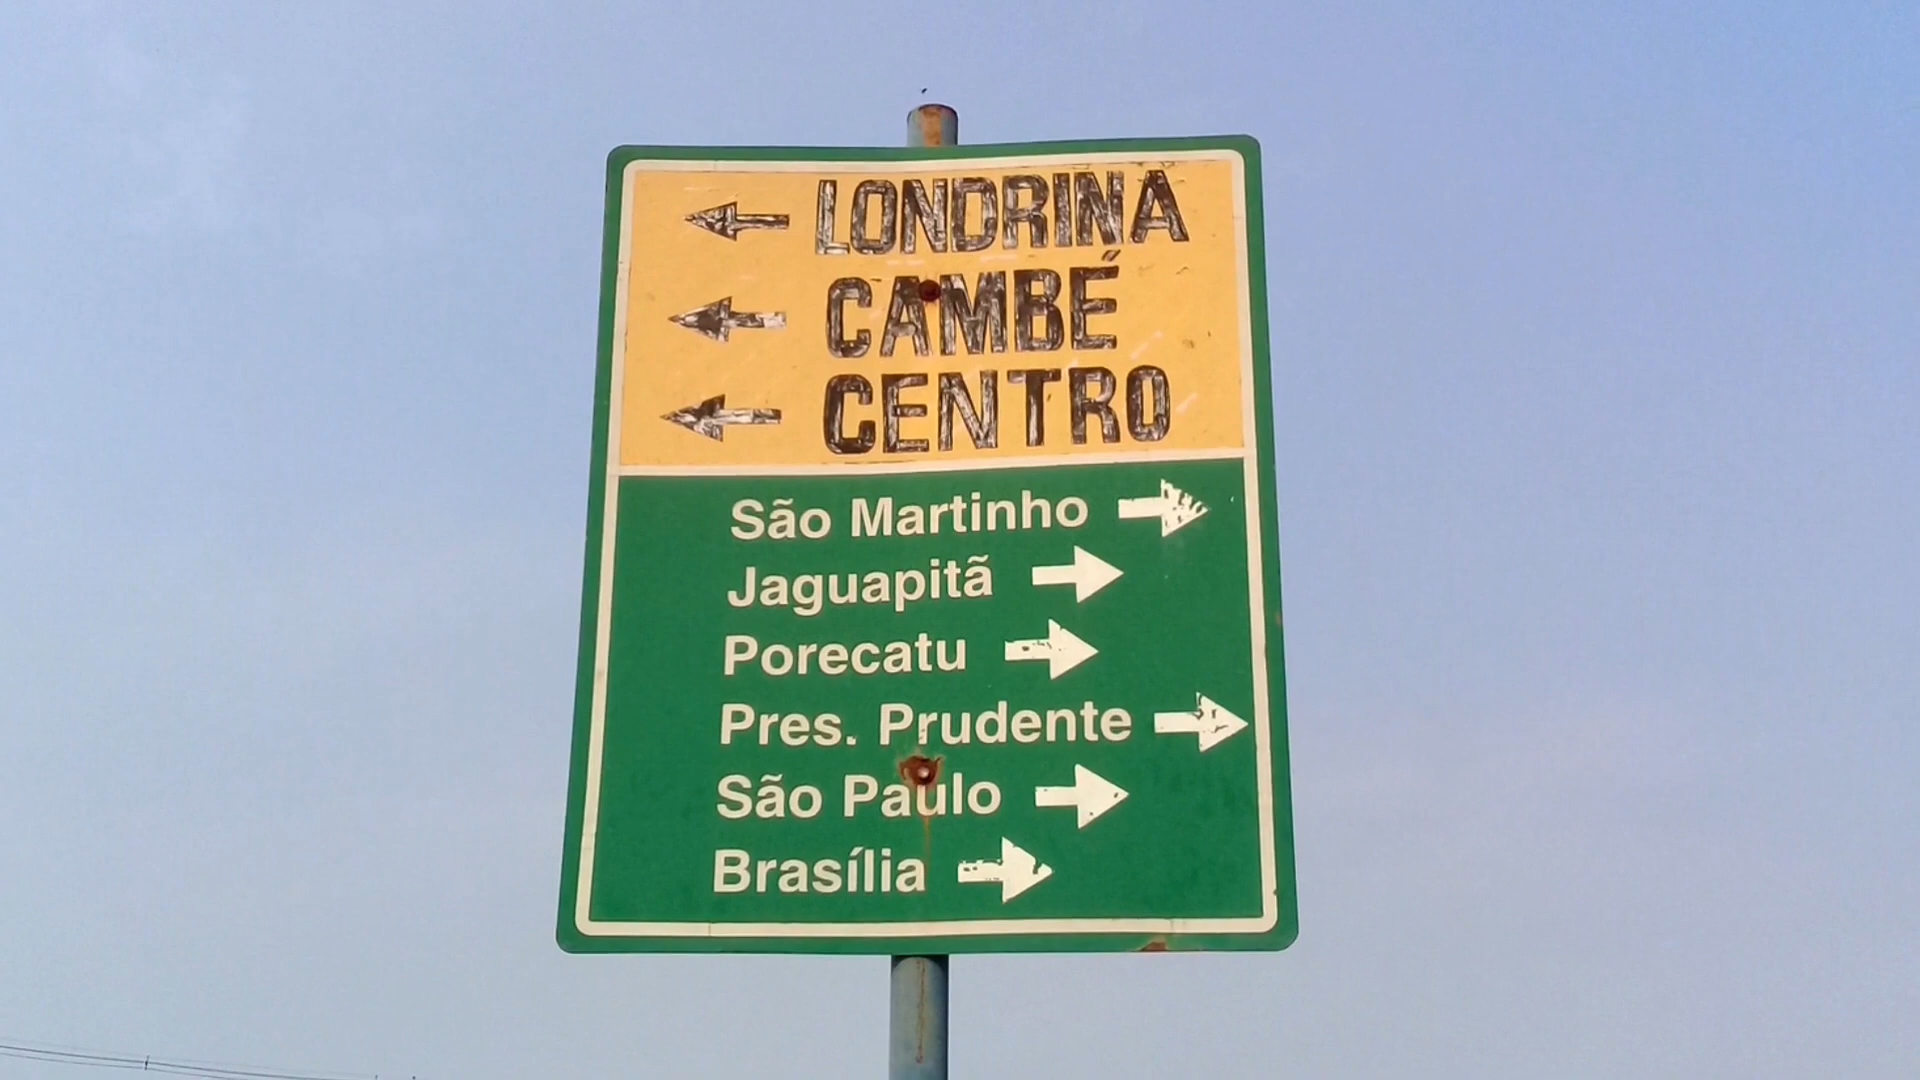 LONDRINA
CAMBÉ
CENTRO
São Martinho
Jaguapitã
Porecatu
Pres. Prudente
São Paulo
Brasília